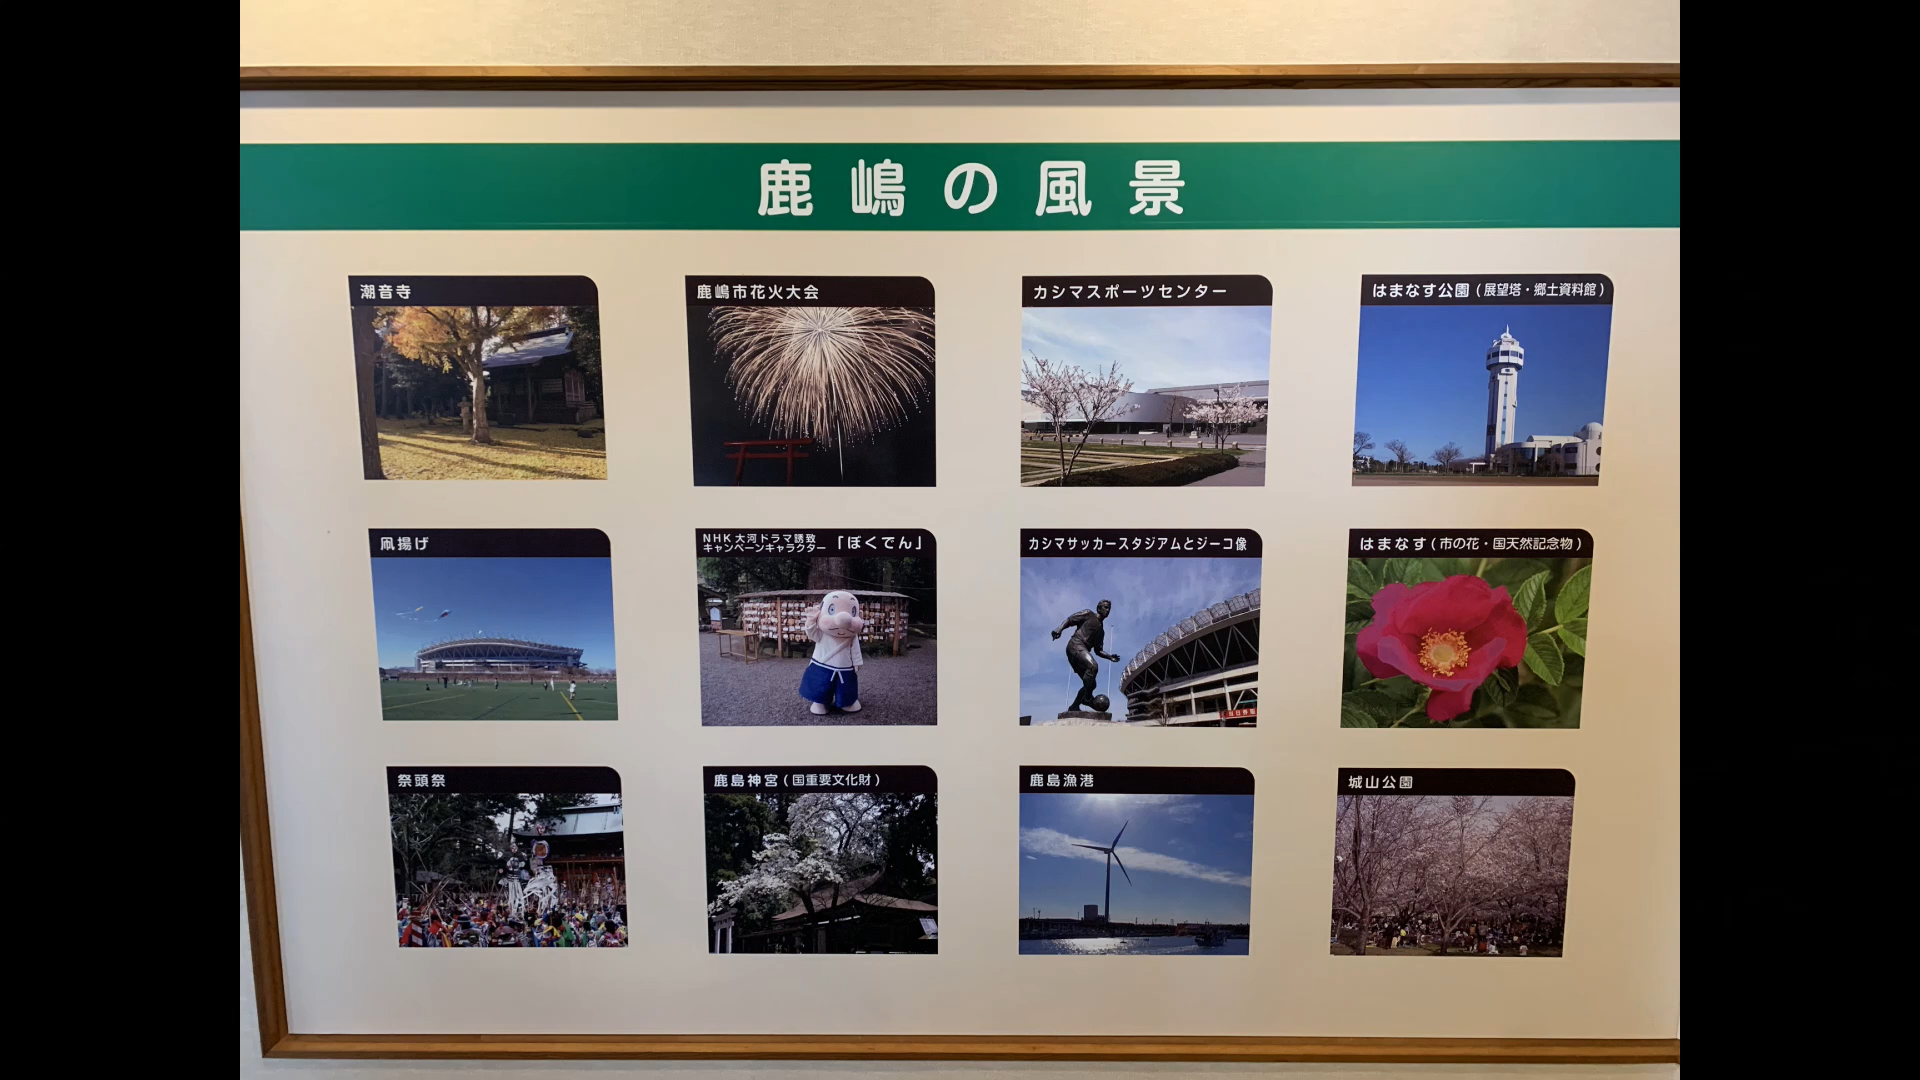 鹿嶋の風景
潮音寺
鹿嶋市花火大会
カシマスポーツセンター
はまなす公園(展望塔・郷土資料館)
凧揚げ
NHK大河ドラマ誘致
キャンペーンキャラクター「ぼくでん」
カシマサッカースタジアムとジーコ像
はまなす(市の花・国天然記念物)
祭頭祭
鹿島神宮(国重要文化財)
鹿島漁港
城山公園